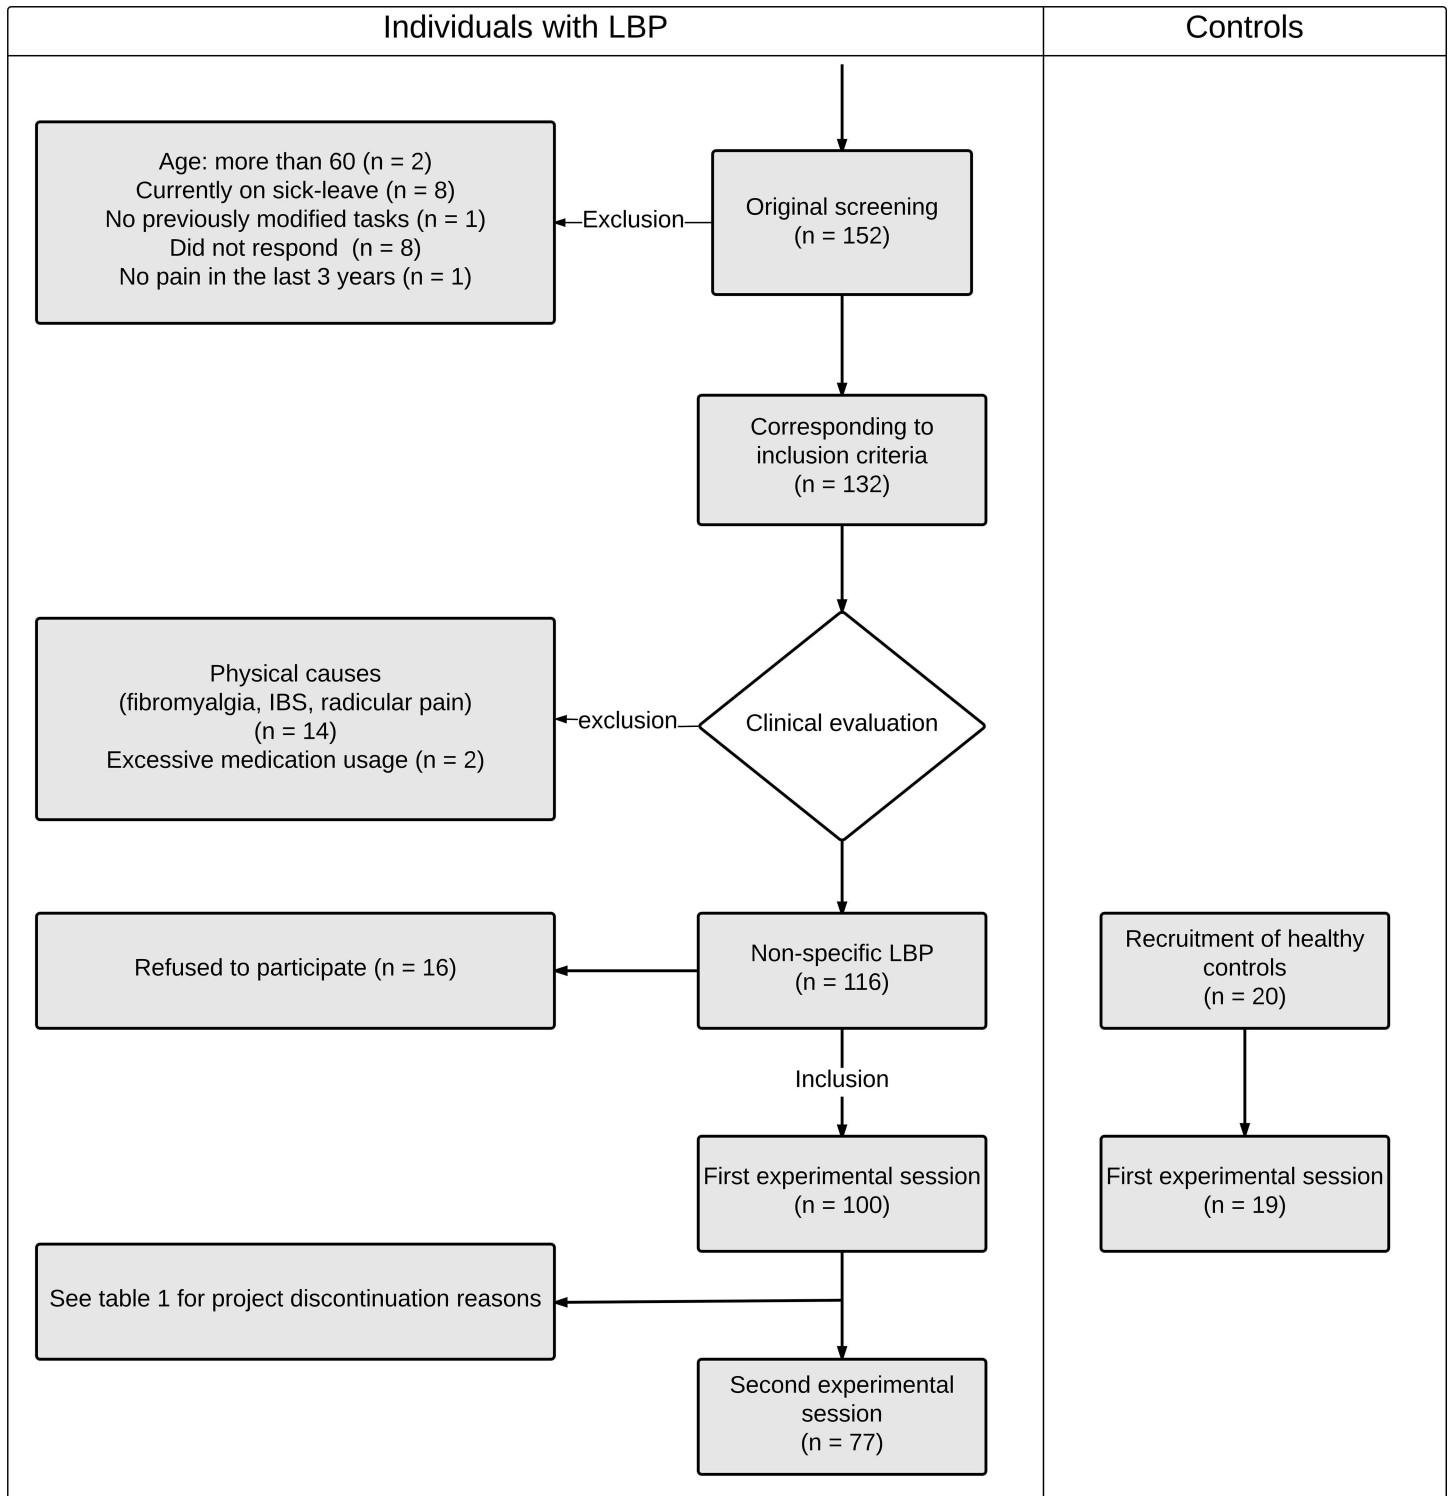 Individuals with LBP
Controls
Age: more than 60 (n = 2)
Currently on sick-leave (n = 8)
No previously modified tasks (n = 1)
Did not respond  (n = 8)
No pain in the last 3 years (n = 1)
Exclusion
Original screening
(n = 152)
Corresponding to
inclusion criteria
(n = 132)
Physical causes
(fibromyalgia, IBS, radicular pain)
(n = 14)
Excessive medication usage (n = 2)
exclusion
Clinical evaluation
Refused to participate (n = 16)
Non-specific LBP
(n = 116)
Recruitment of healthy
controls
(n = 20)
Inclusion
First experimental session
(n = 100)
First experimental session
(n = 19)
See table 1 for project discontinuation reasons
Second experimental
session
(n = 77)